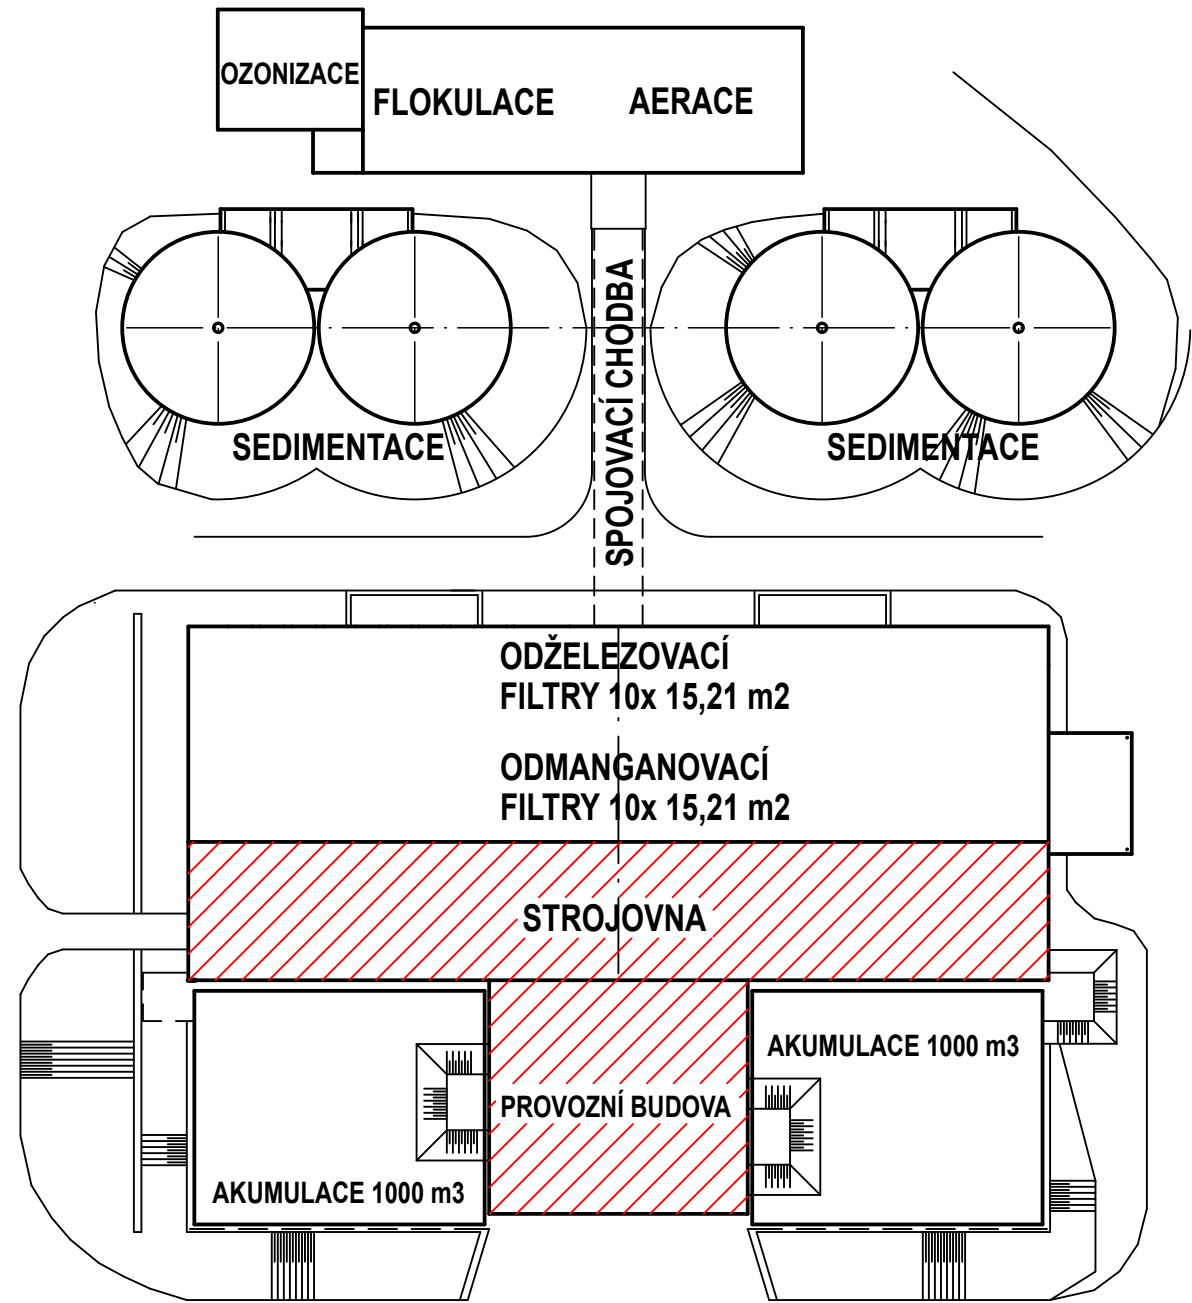 OZONIZACE
FLOKULACE
AERACE
SPOJOVACÍ CHODBA
SEDIMENTACE
SEDIMENTACE
ODŽELEZOVACÍ
FILTRY 10x 15,21 m2
ODMANGANOVACÍ
FILTRY 10x 15,21 m2
STROJOVNA
AKUMULACE 1000 m3
PROVOZNÍ BUDOVA
AKUMULACE 1000 m3